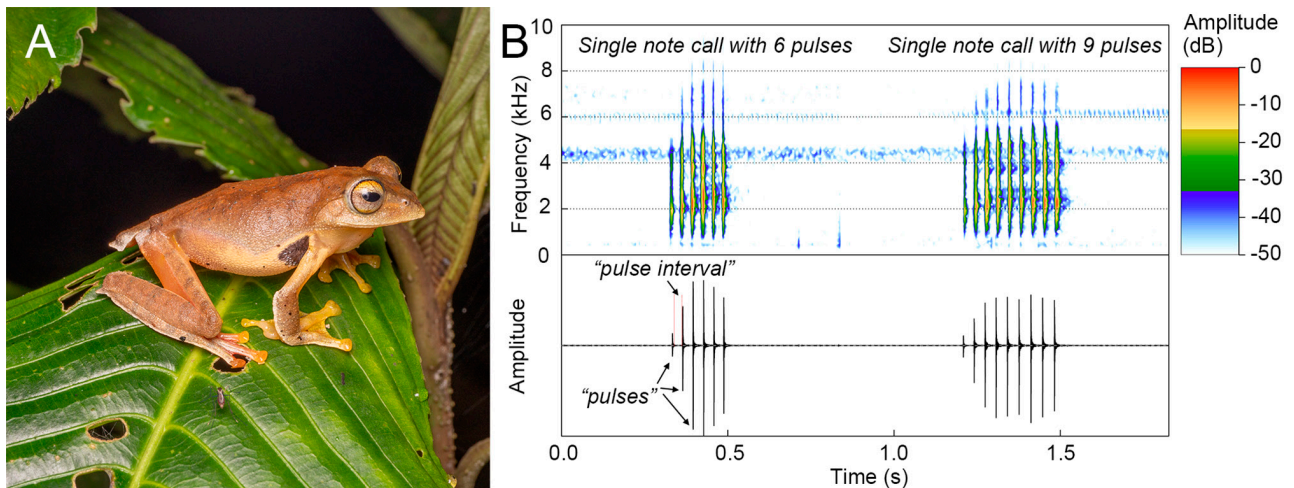 A
B
Single note call with 6 pulses
Single note call with 9 pulses
Amplitude
(dB)
10
8
6
4
2
0
Frequency (kHz)
0
-10
-20
-30
-40
-50
"pulse interval"
"pulses"
Amplitude
0.0
0.5
1.0
1.5
Time (s)